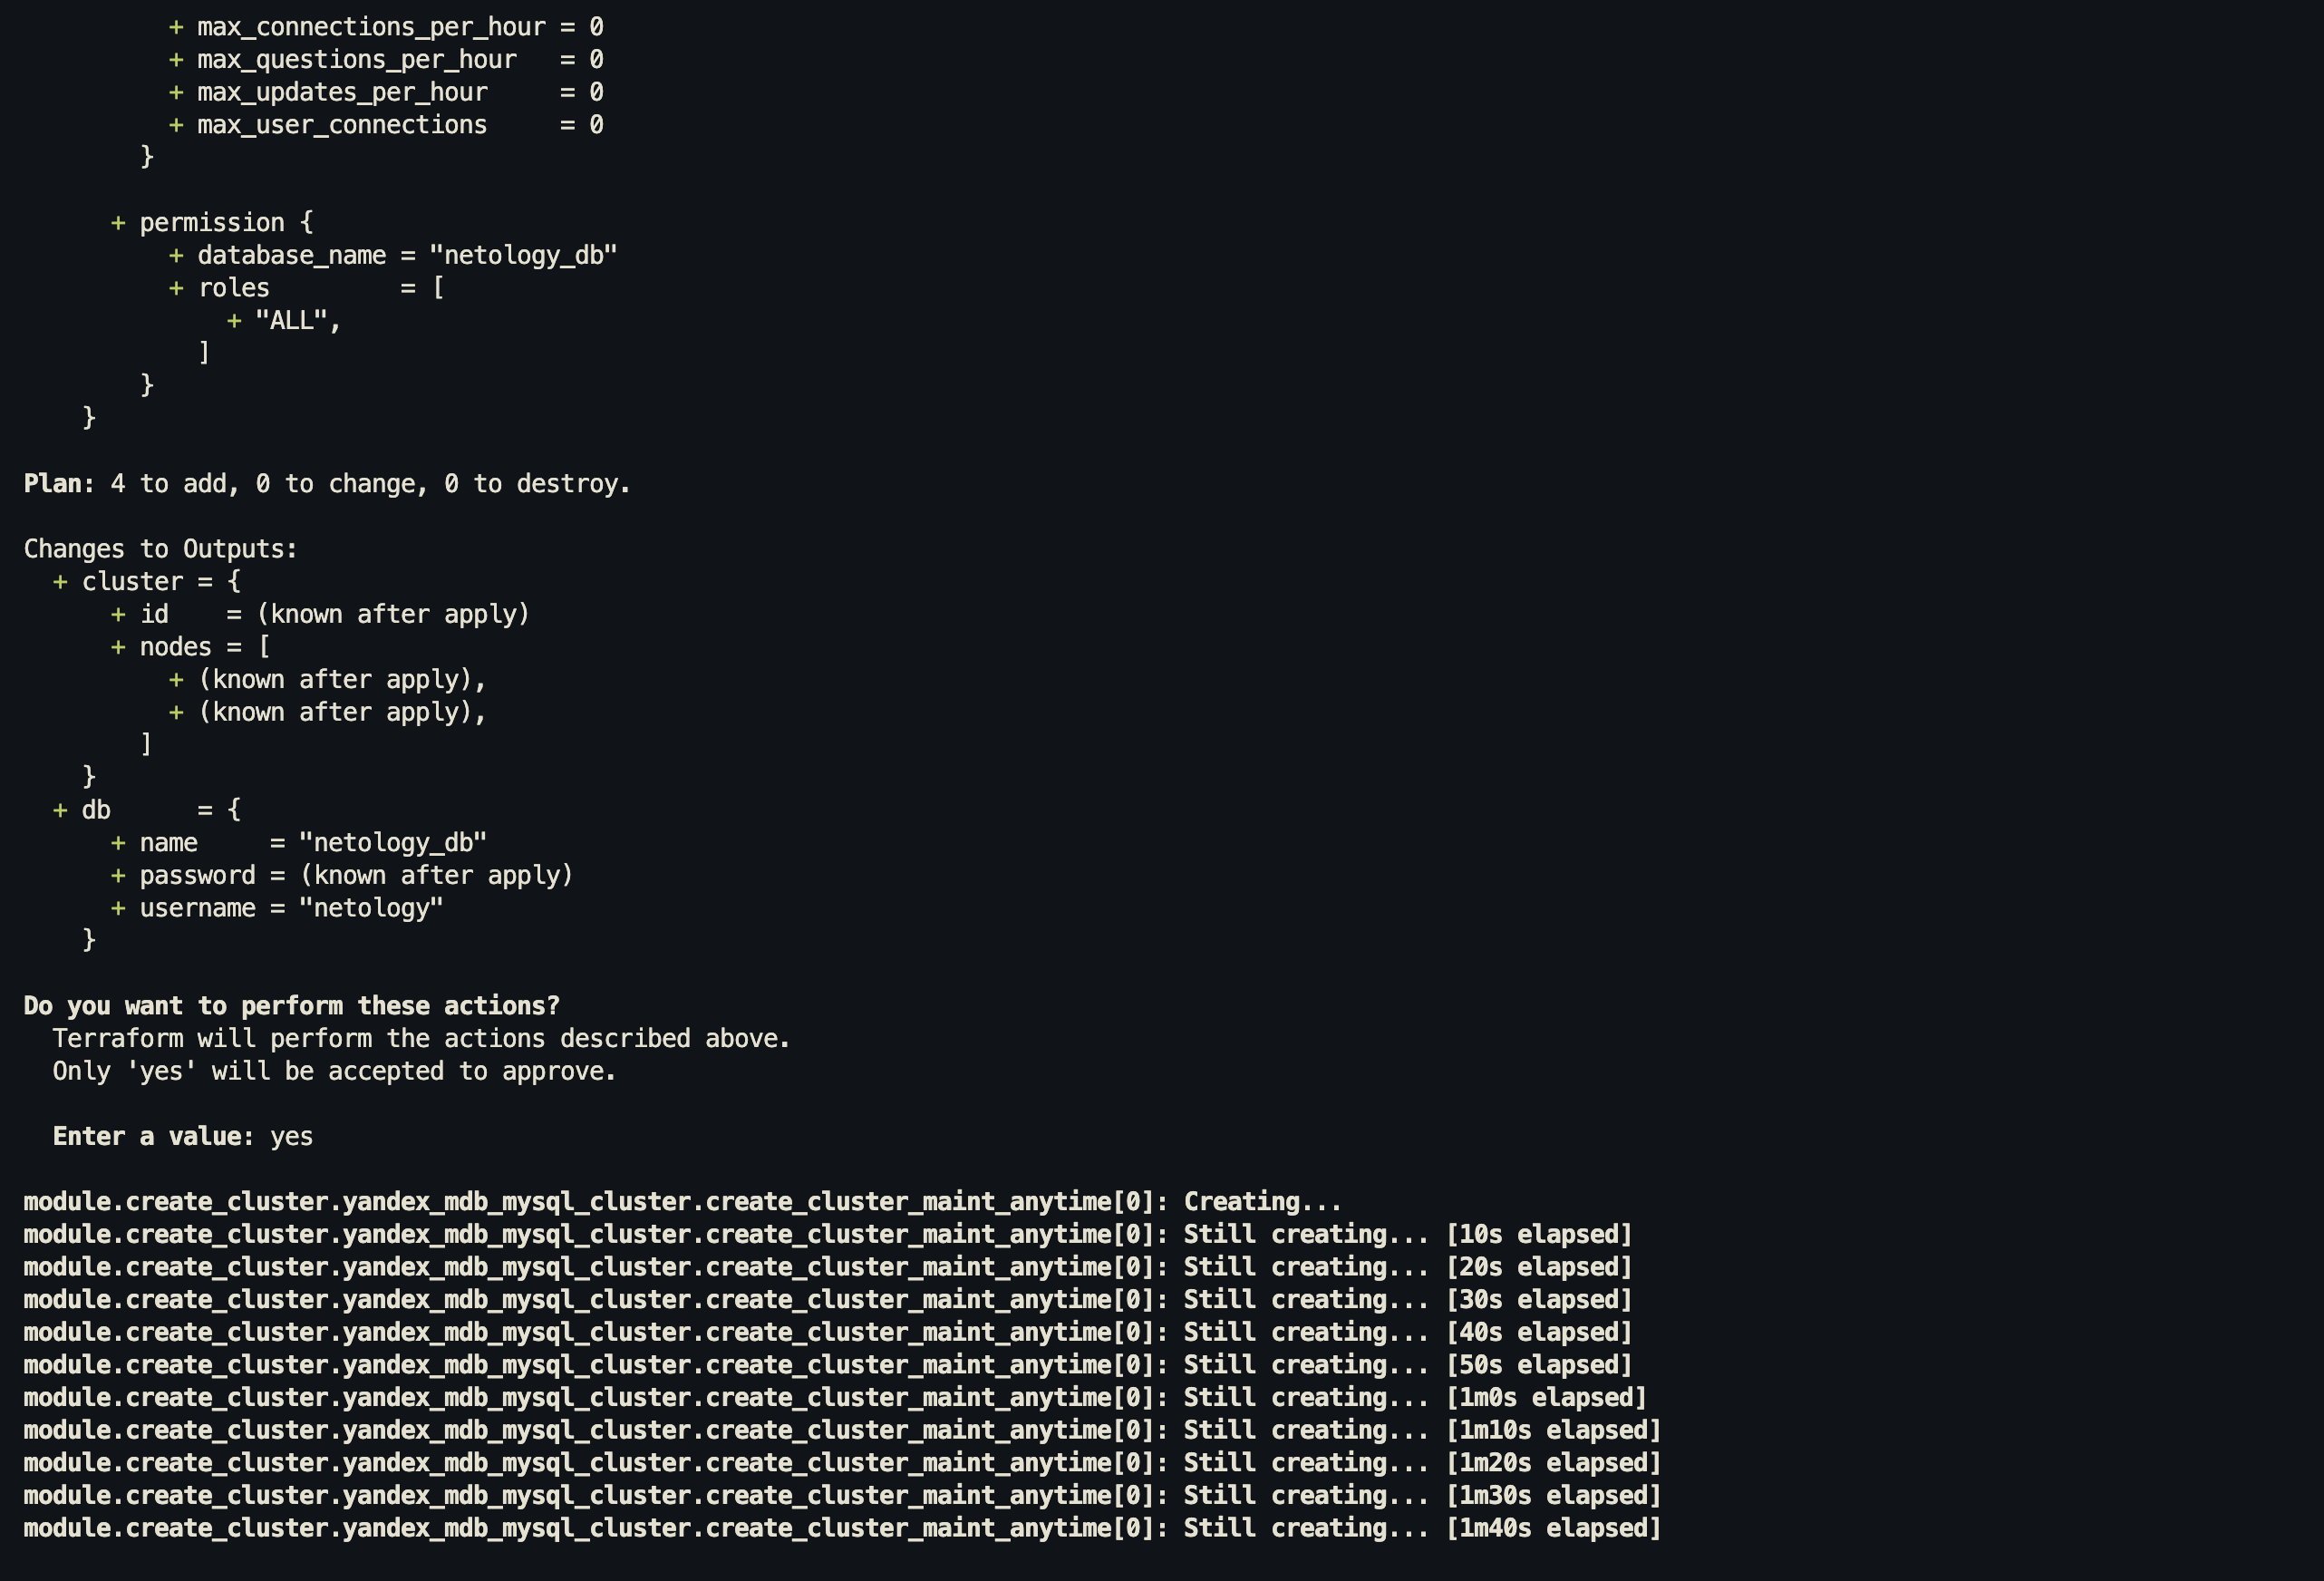 + max_connections_per_hour = 0
+ max_questions_per_hour   = 0
+ max_updates_per_hour     = 0
+ max_user_connections     = 0
}
+ permission {
+ database_name = "netology_db"
+ roles         = [
+ "ALL",
]
}
}
Plan: 4 to add, 0 to change, 0 to destroy.
Changes to Outputs:
+ cluster = {
+ id    = (known after apply)
+ nodes = [
+ (known after apply),
+ (known after apply),
]
}
+ db      = {
+ name     = "netology_db"
+ password = (known after apply)
+ username = "netology"
}
Do you want to perform these actions?
Terraform will perform the actions described above.
Only 'yes' will be accepted to approve.
Enter a value: yes
module.create_cluster.yandex_mdb_mysql_cluster.create_cluster_maint_anytime[0]: Creating...
module.create_cluster.yandex_mdb_mysql_cluster.create_cluster_maint_anytime[0]: Still creating... [10s elapsed]
module.create_cluster.yandex_mdb_mysql_cluster.create_cluster_maint_anytime[0]: Still creating... [20s elapsed]
module.create_cluster.yandex_mdb_mysql_cluster.create_cluster_maint_anytime[0]: Still creating... [30s elapsed]
module.create_cluster.yandex_mdb_mysql_cluster.create_cluster_maint_anytime[0]: Still creating... [40s elapsed]
module.create_cluster.yandex_mdb_mysql_cluster.create_cluster_maint_anytime[0]: Still creating... [50s elapsed]
module.create_cluster.yandex_mdb_mysql_cluster.create_cluster_maint_anytime[0]: Still creating... [1m0s elapsed]
module.create_cluster.yandex_mdb_mysql_cluster.create_cluster_maint_anytime[0]: Still creating... [1m10s elapsed]
module.create_cluster.yandex_mdb_mysql_cluster.create_cluster_maint_anytime[0]: Still creating... [1m20s elapsed]
module.create_cluster.yandex_mdb_mysql_cluster.create_cluster_maint_anytime[0]: Still creating... [1m30s elapsed]
module.create_cluster.yandex_mdb_mysql_cluster.create_cluster_maint_anytime[0]: Still creating... [1m40s elapsed]